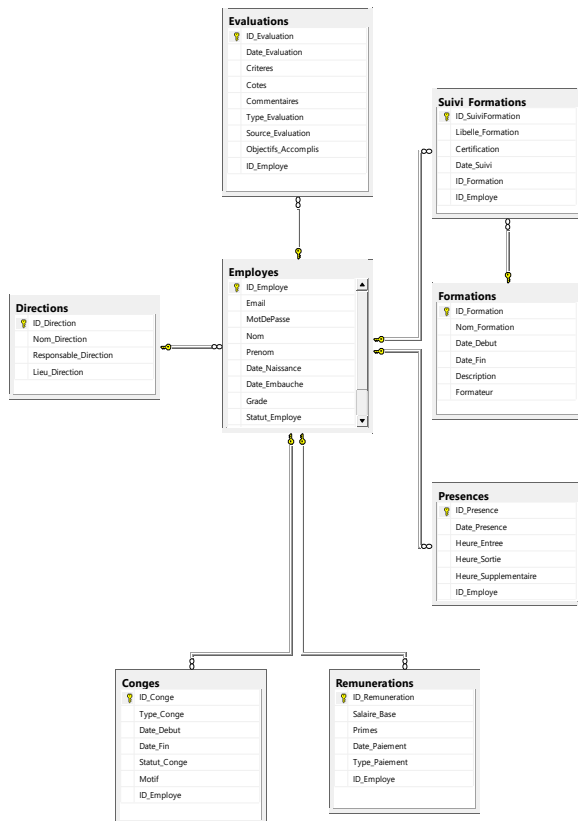 Evaluations
ID_Evaluation
Date_Evaluation
Criteres
Cotes
Commentaires
Type_Evaluation
Source_Evaluation
Objectifs_Accomplis
ID_Employe
Suivi_Formations
ID_SuiviFormation
Libelle_Formation
Certification
Date_Suivi
ID_Formation
ID_Employe
Employes
ID_Employe
Email
MotDePasse
Nom
Prenom
Date_Naissance
Date_Embauche
Grade
Statut_Employe
Directions
ID_Direction
Nom_Direction
Responsable_Direction
Lieu_Direction
Formations
ID_Formation
Nom_Formation
Date_Debut
Date_Fin
Description
Formateur
Presences
ID_Presence
Date_Presence
Heure_Entree
Heure_Sortie
Heure_Supplementaire
ID_Employe
Conges
ID_Conge
Type_Conge
Date_Debut
Date_Fin
Statut_Conge
Motif
ID_Employe
Remunerations
ID_Remuneration
Salaire_Base
Primes
Date_Paiement
Type_Paiement
ID_Employe